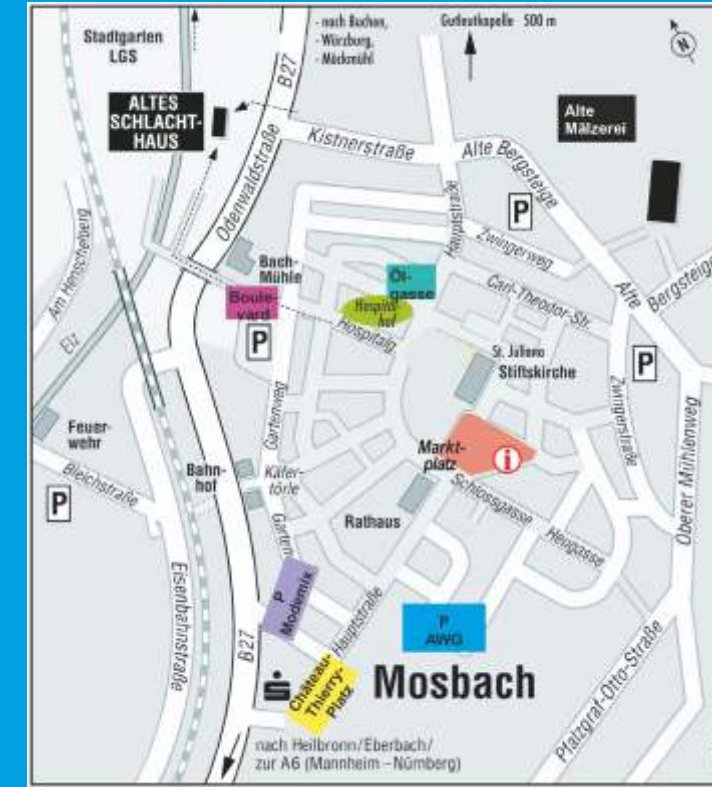 - nach Buchen,
- Würzburg,
- Möckmühl
Gutleutkapelle 500 m
N
Stadtgarten
LGS
B27
ALTES
SCHLACHT-
HAUS
Alte
Mälzerei
Kistnerstraße
Alte Bergsteige
Odenwaldstraße
Hauptstraße
P
Zwingerweg
Am Henschelberg
Bach-
Mühle
Öl-
gasse
Carl-Theodor-Str.
Alte
Bergsteige
Boule-
vard
Hospital-
hof
Hospitalg
Elz
P
St. Juliana
Stiftskirche
P
Gartenweg
Zwingerstraße
Oberer Mühlenweg
Feuer-
wehr
Markt-
platz
i
Bleichstraße
Bahn-
hof
Käfer-
törle
Schlossgasse
P
Rathaus
Garten
Heugasse
Eisenbahnstraße
P
Modemix
P
AWG
B27
Hauptstraße
Pfalzgraf-Otto-Straße
Château-
Thierry-
Platz
Mosbach
nach Heilbronn/Eberbach/
zur A6 (Mannheim – Nürnberg)